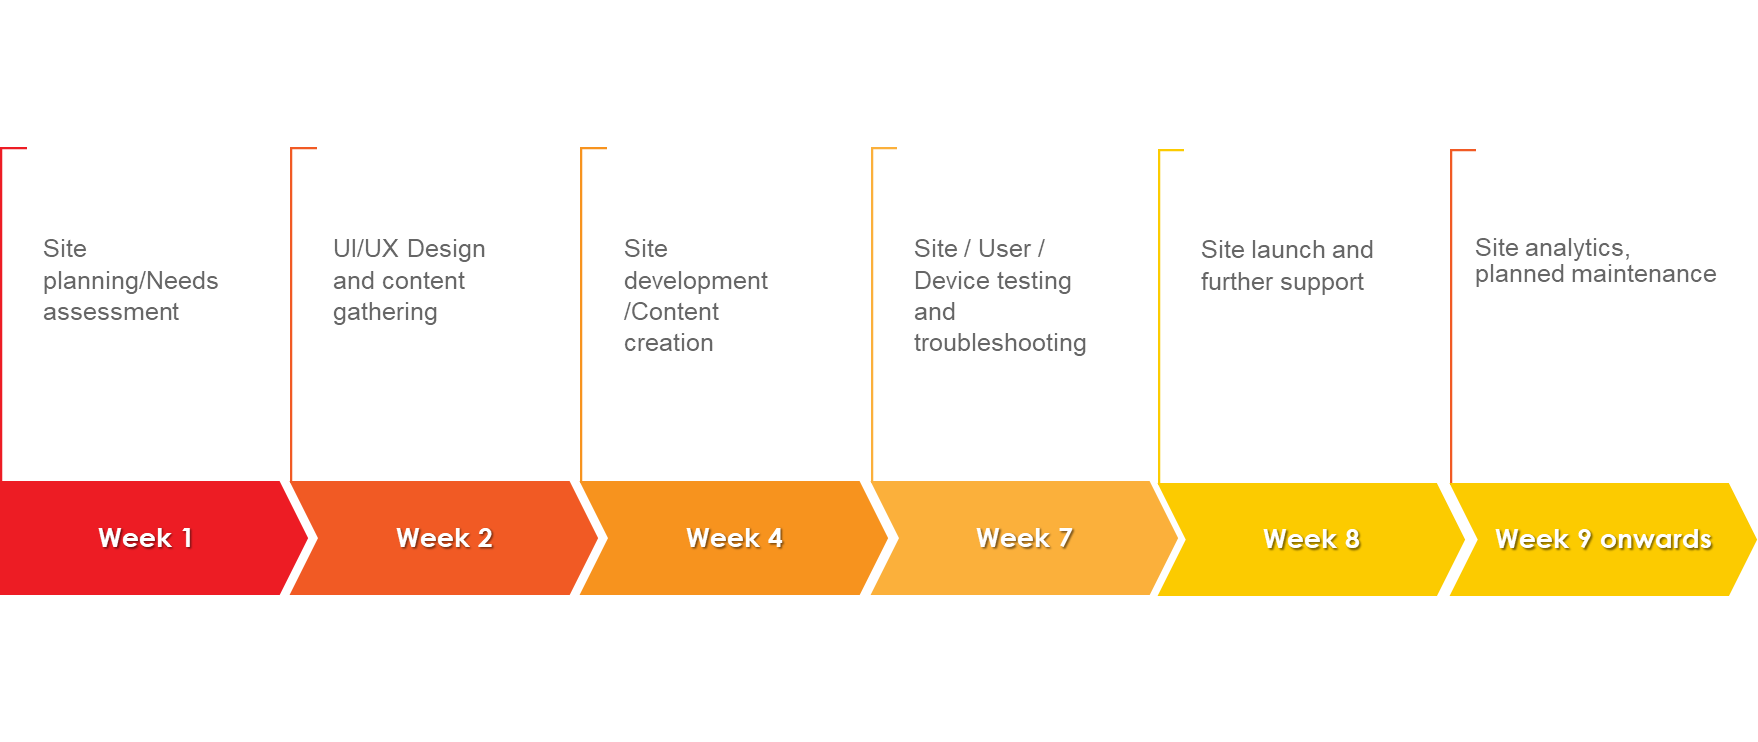 Site
planning/Needs
assessment
UI/UX Design
and content
gathering
Site
development
/Content
creation
Site / User /
Device testing
and
troubleshooting
Site launch and
further support
Site analytics,
planned maintenance
Week 1
Week 2
Week 4
Week 7
Week 8
Week 9 onwards